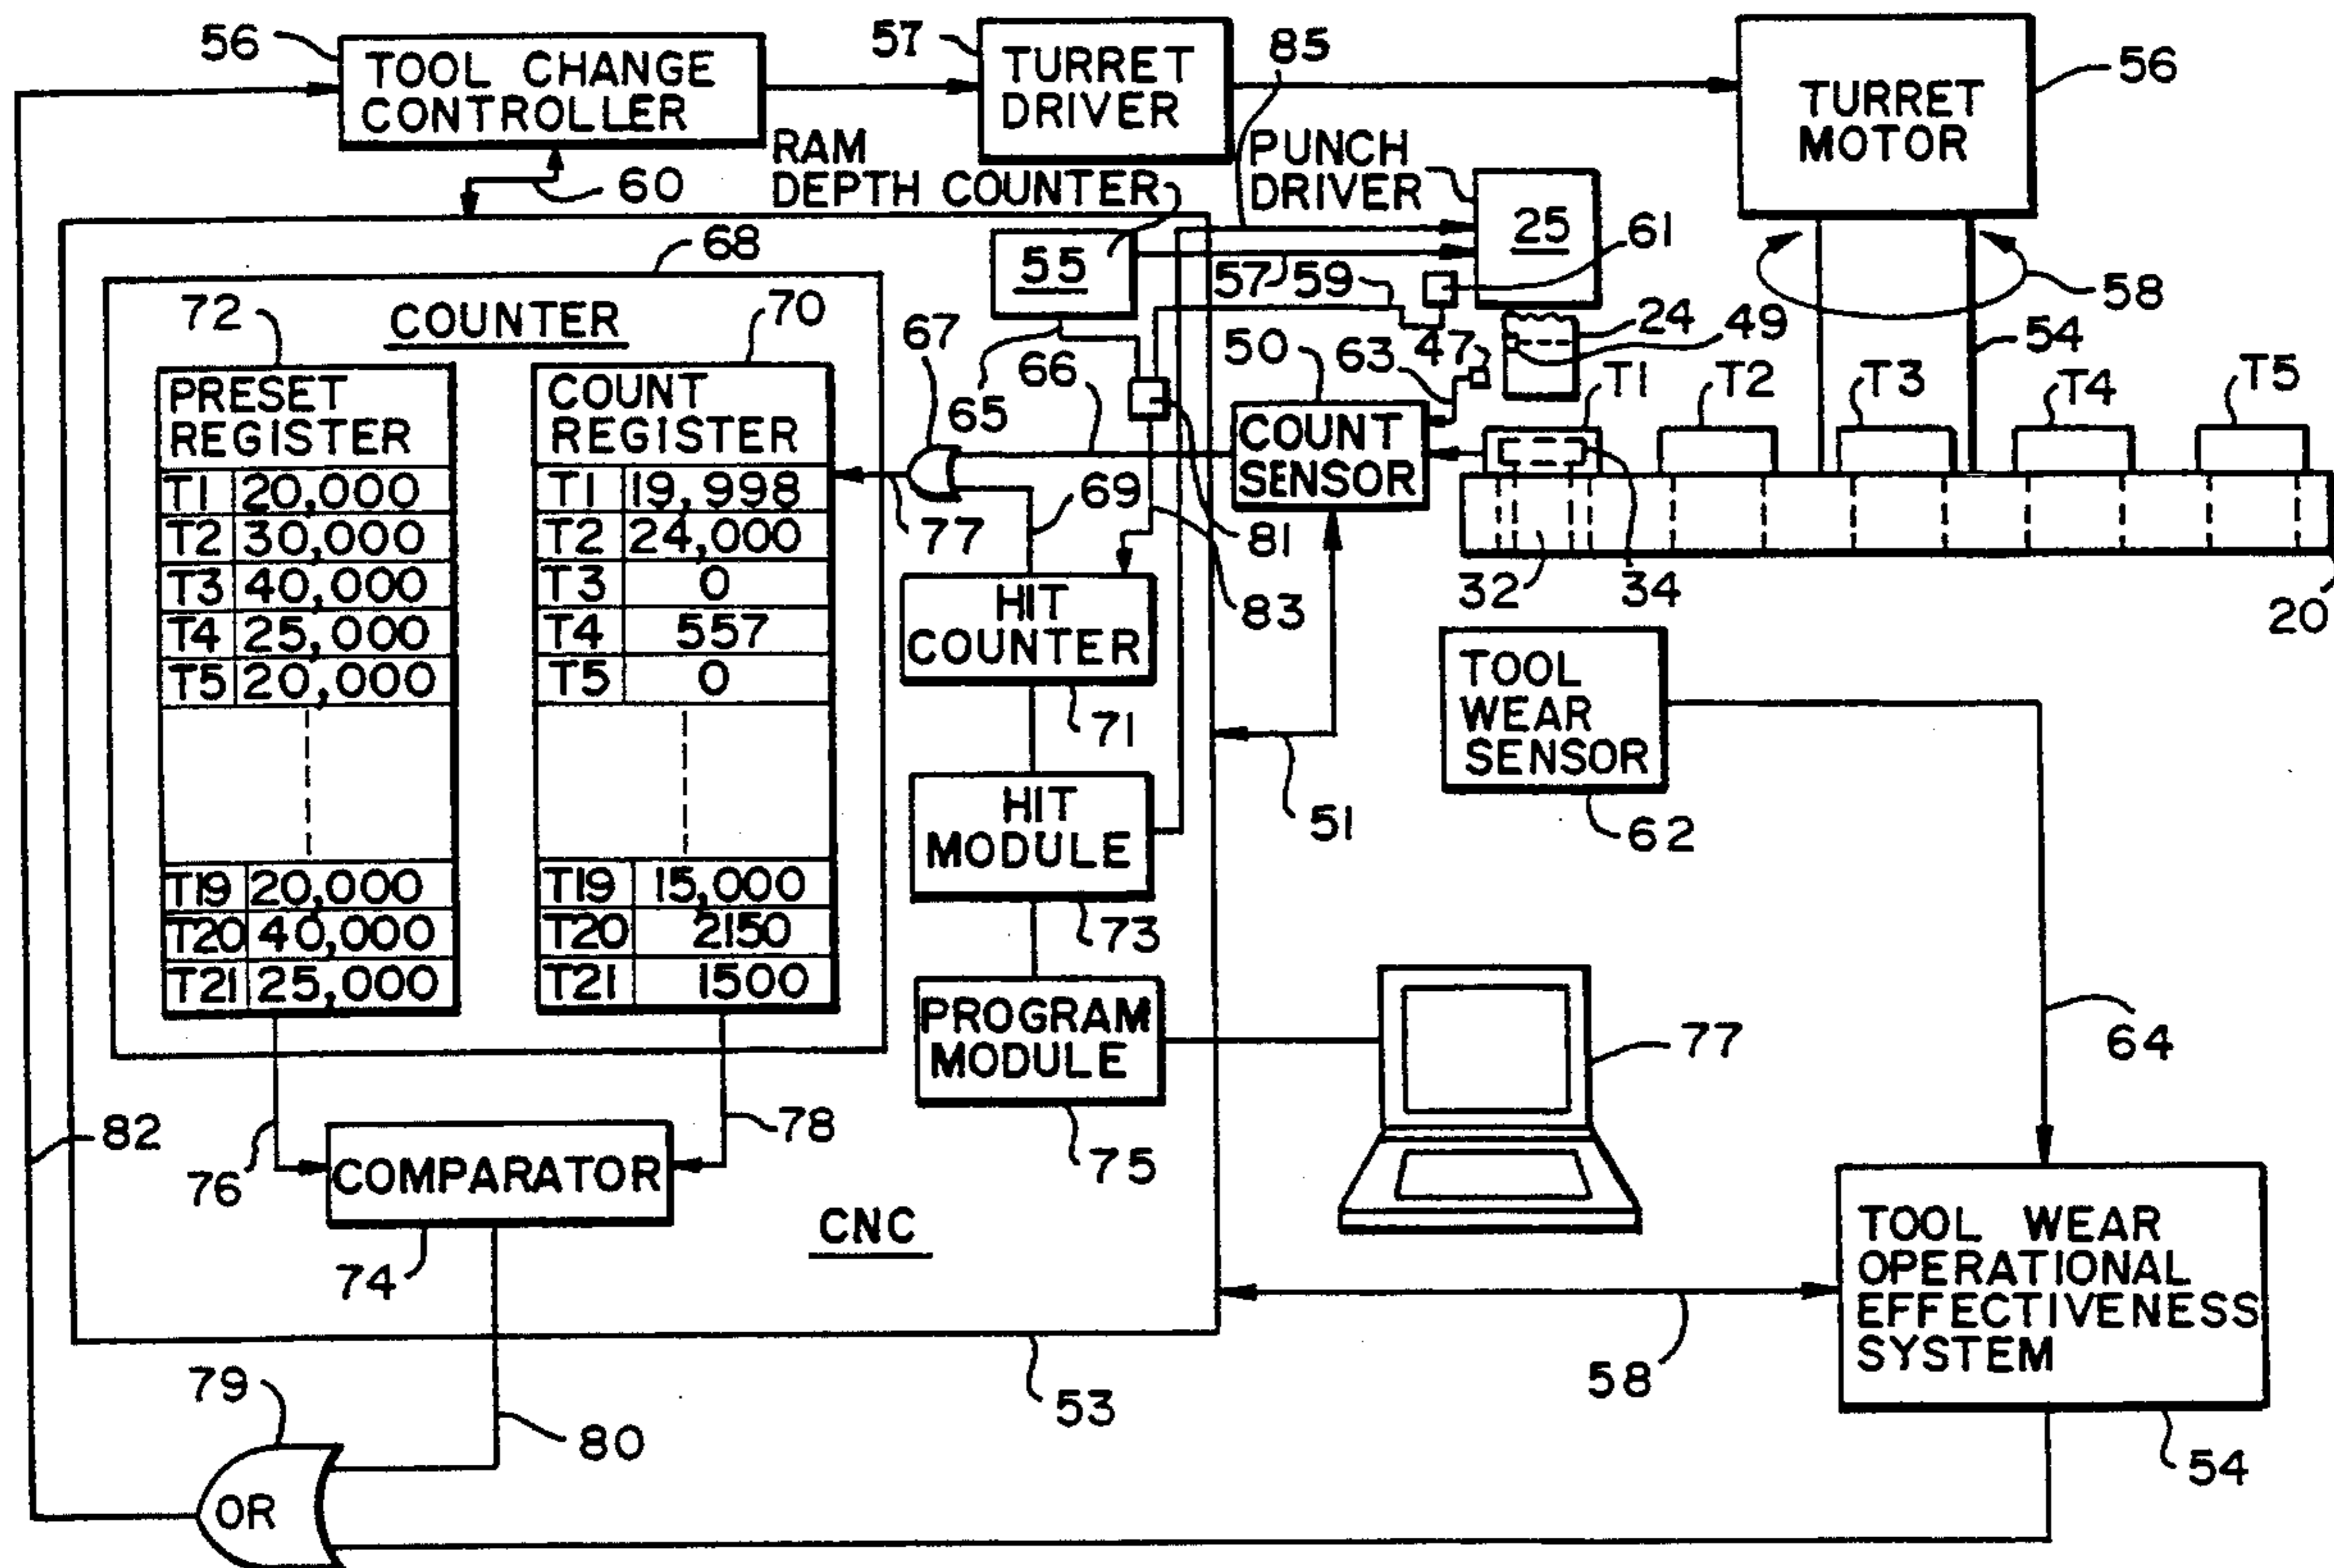 56
TOOL CHANGE
CONTROLLER
57
TURRET
DRIVER
85
TURRET
MOTOR
56
60
RAM
DEPTH COUNTER
PUNCH
DRIVER
25
61
58
54
68
COUNTER
72
70
55
57
59
24
49
67
65
66
50
63
47
T1
T2
T3
T4
T5
PRESET
REGISTER
T1 20,000
T2 30,000
T3 40,000
T4 25,000
T5 20,000
T19 20,000
T20 40,000
T21 25,000
COUNT
REGISTER
T1 19,998
T2 24,000
T3 0
T4 557
T5 0
T19 15,000
T20 2150
T21 1500
COUNT
SENSOR
77
69
81
83
32
34
20
HIT
COUNTER
71
51
TOOL
WEAR
SENSOR
62
HIT
MODULE
73
PROGRAM
MODULE
75
77
64
82
76
78
COMPARATOR
74
CNC
TOOL WEAR
OPERATIONAL
EFFECTIVENESS
SYSTEM
58
53
54
79
80
OR